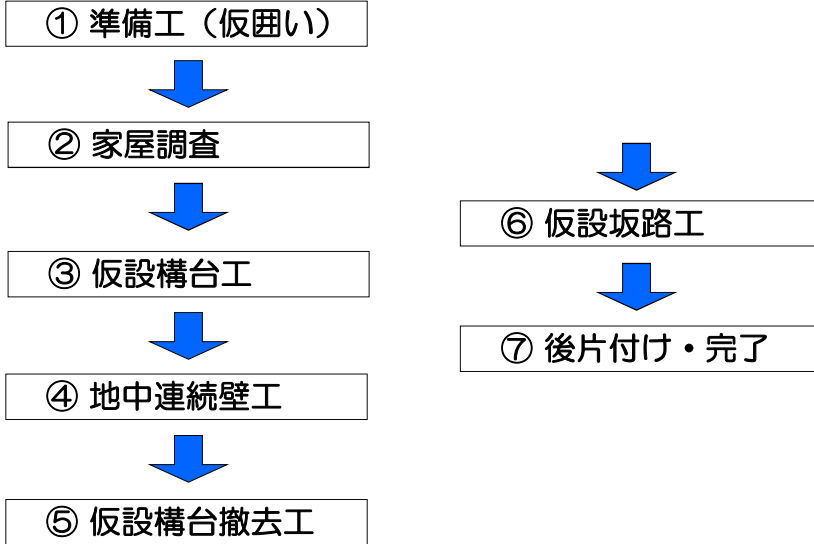 ① 準備工（仮囲い）
② 家屋調査
③ 仮設構台工
④ 地中連続壁工
⑤ 仮設構台撤去工
⑥ 仮設坂路工
⑦ 後片付け・完了